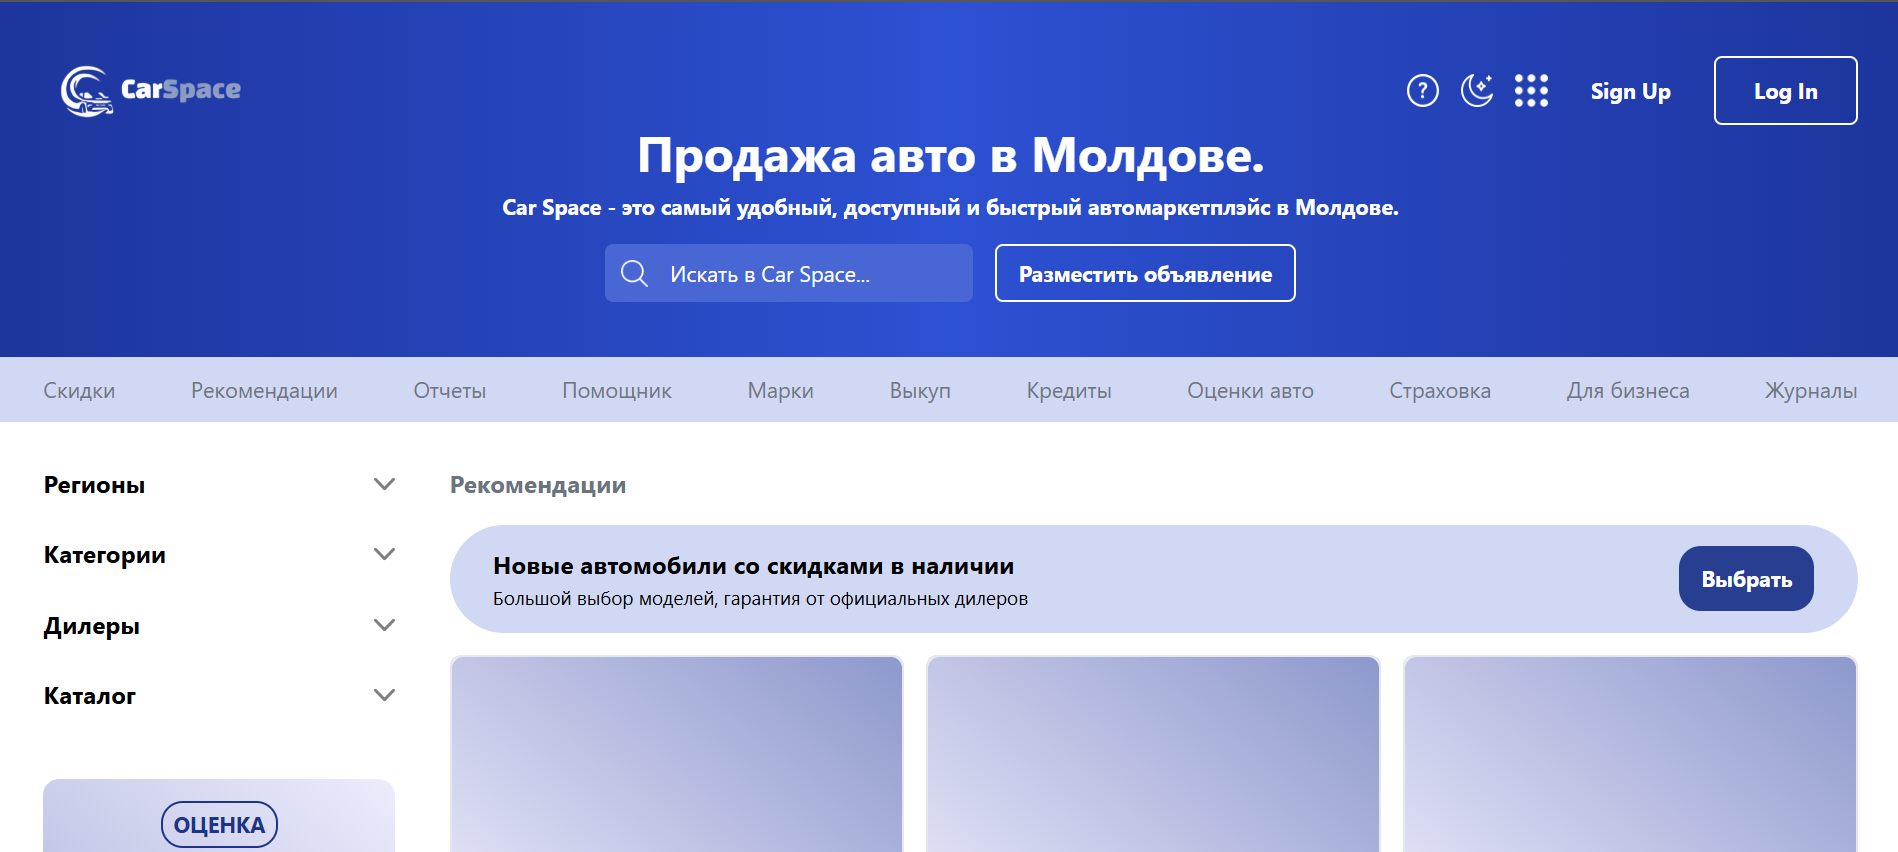 CarSpace
?
Sign Up
Log In
Продажа авто в Молдове.
Car Space - это самый удобный, доступный и быстрый автомаркетплэйс в Молдове.
Искать в Car Space...
Разместить объявление
Скидки Рекомендации Отчеты Помощник Марки Выкуп Кредиты Оценки авто Страховка Для бизнеса Журналы
Регионы
Категории
Дилеры
Каталог
ОЦЕНКА
Рекомендации
Новые автомобили со скидками в наличии
Большой выбор моделей, гарантия от официальных дилеров
Выбрать